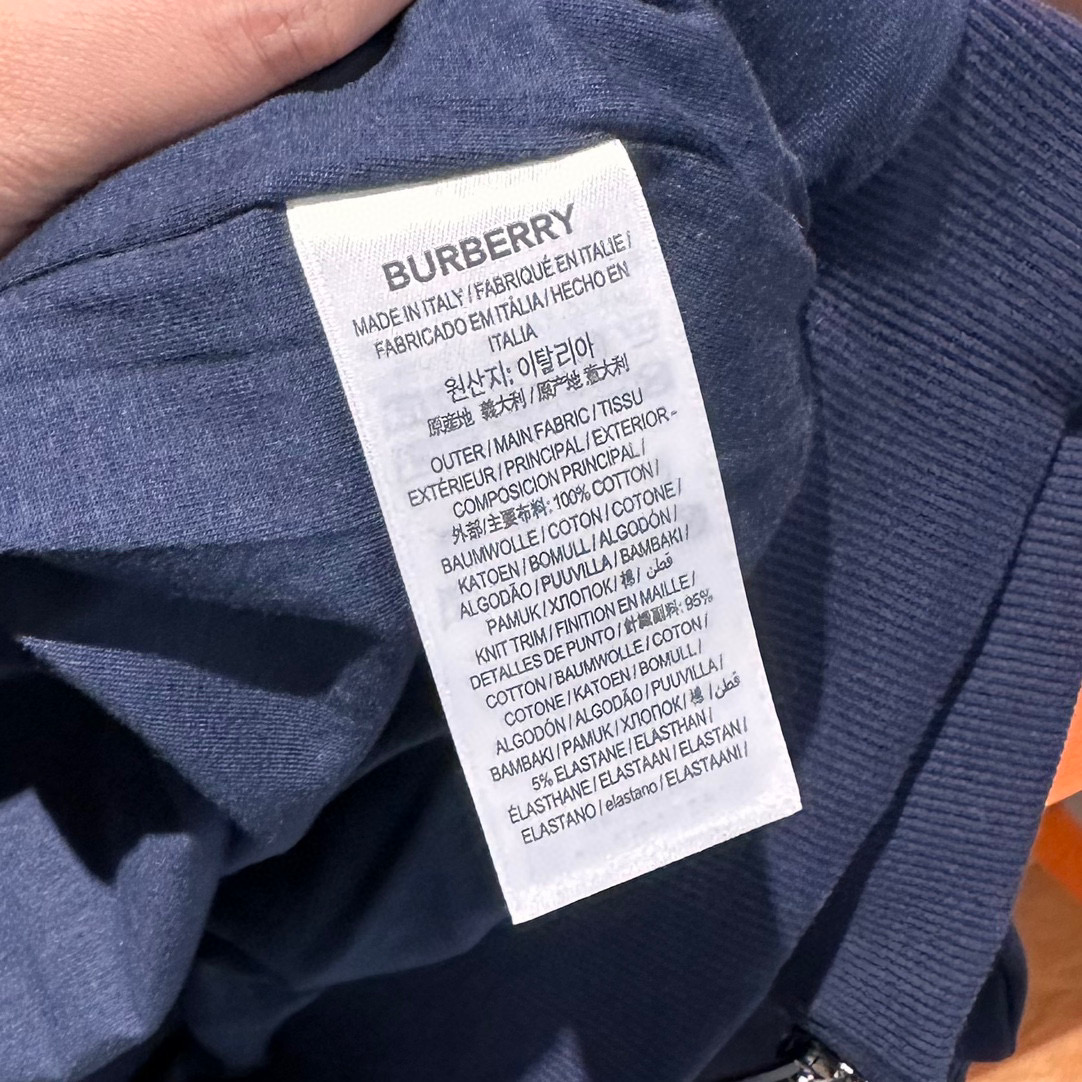 BURBERRY
MADE IN ITALY / FABRIQUÉ EN ITALIE /
FABRICADO EM ITÁLIA / HECHO EN
ITALIA
원산지: 이탈리아
原産地 義大利 / 原产地 意大利
OUTER / MAIN FABRIC / TISSU
EXTÉRIEUR / PRINCIPAL / EXTERIOR-
COMPOSICION PRINCIPAL /
外部/主要布料: 100% COTTON /
BAUMWOLLE / COTON / COTONE /
KATOEN / BOMULL / ALGODÓN /
ALGODÃO / PUUVILLA / BAMBAKI /
PAMUK / ХЛОПОК / 棉 / قطن
KNIT TRIM / FINITION EN MAILLE /
DETALLES DE PUNTO / 針織副料: 95%
COTTON / BAUMWOLLE / COTON /
COTONE / KATOEN / BOMULL /
ALGODÓN / ALGODÃO / PUUVILLA /
BAMBAKI / PAMUK / ХЛОПОК / 棉 / قطن
5% ELASTANE / ELASTHAN /
ÉLASTHANE / ELASTAAN / ELASTAN /
ELASTANO / elastano / ELASTAANI /